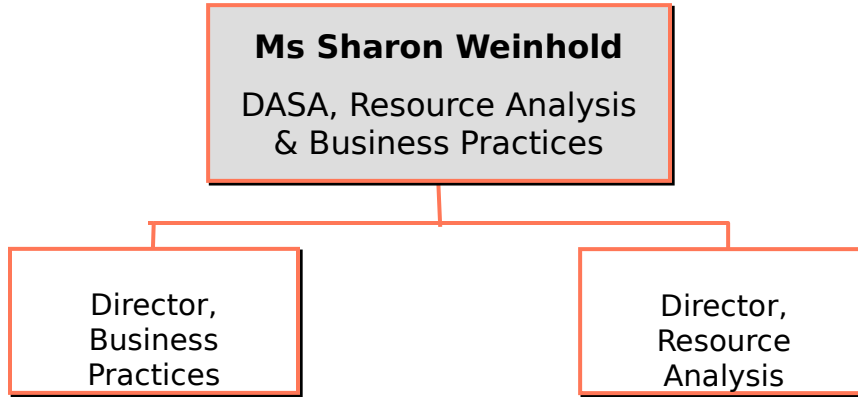 Ms Sharon Weinhold
DASA, Resource Analysis
& Business Practices
Director,
Business
Practices
Director,
Resource
Analysis